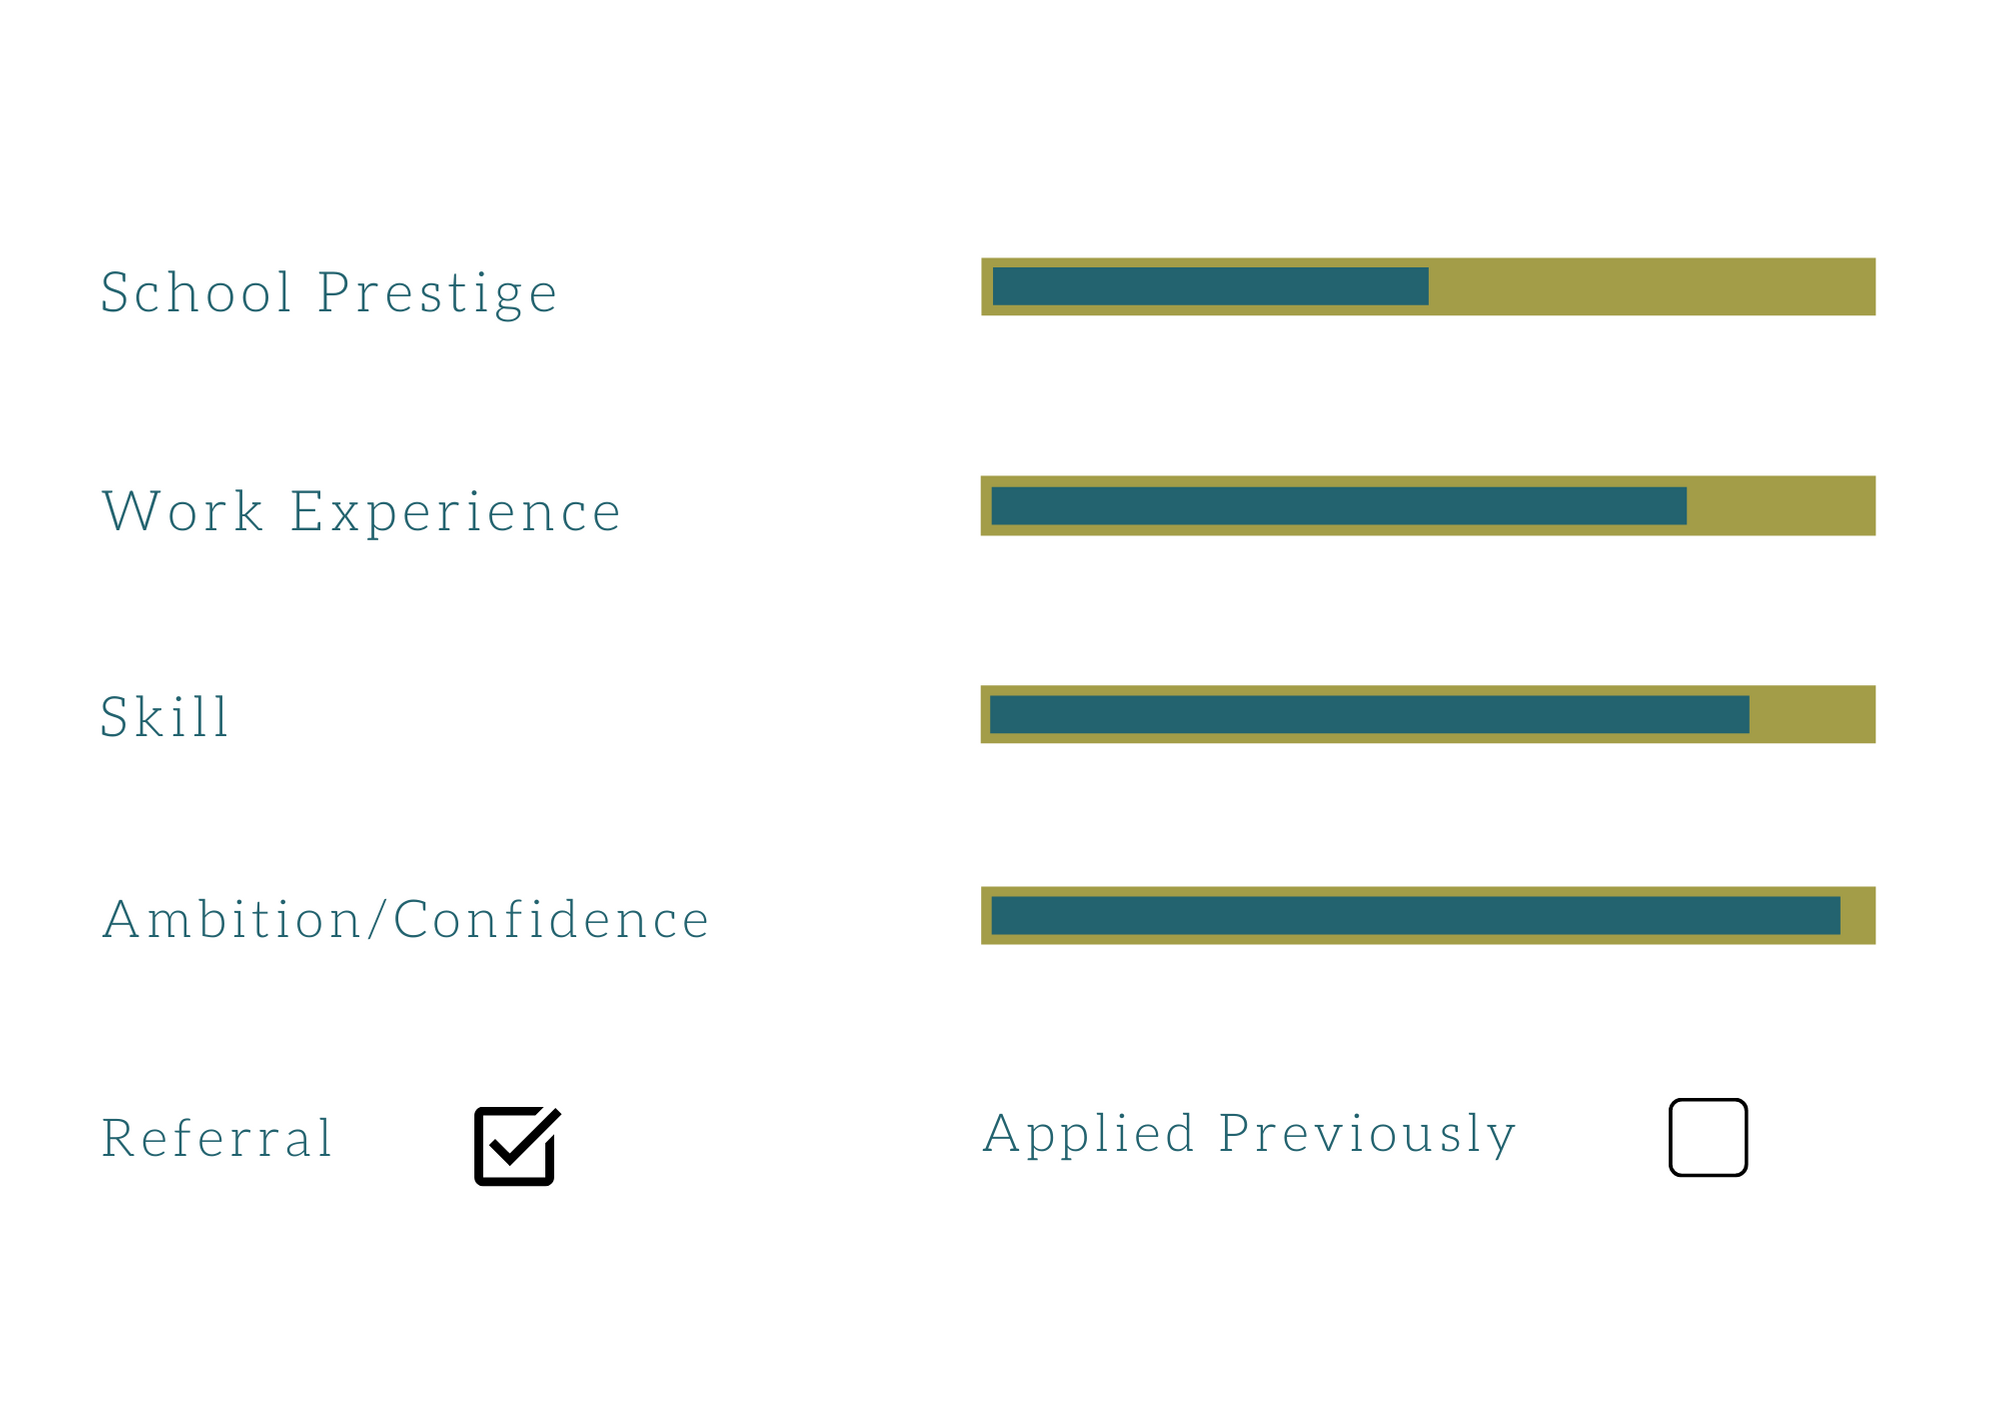 School Prestige
Work Experience
Skill
Ambition/Confidence
Referral
Applied Previously